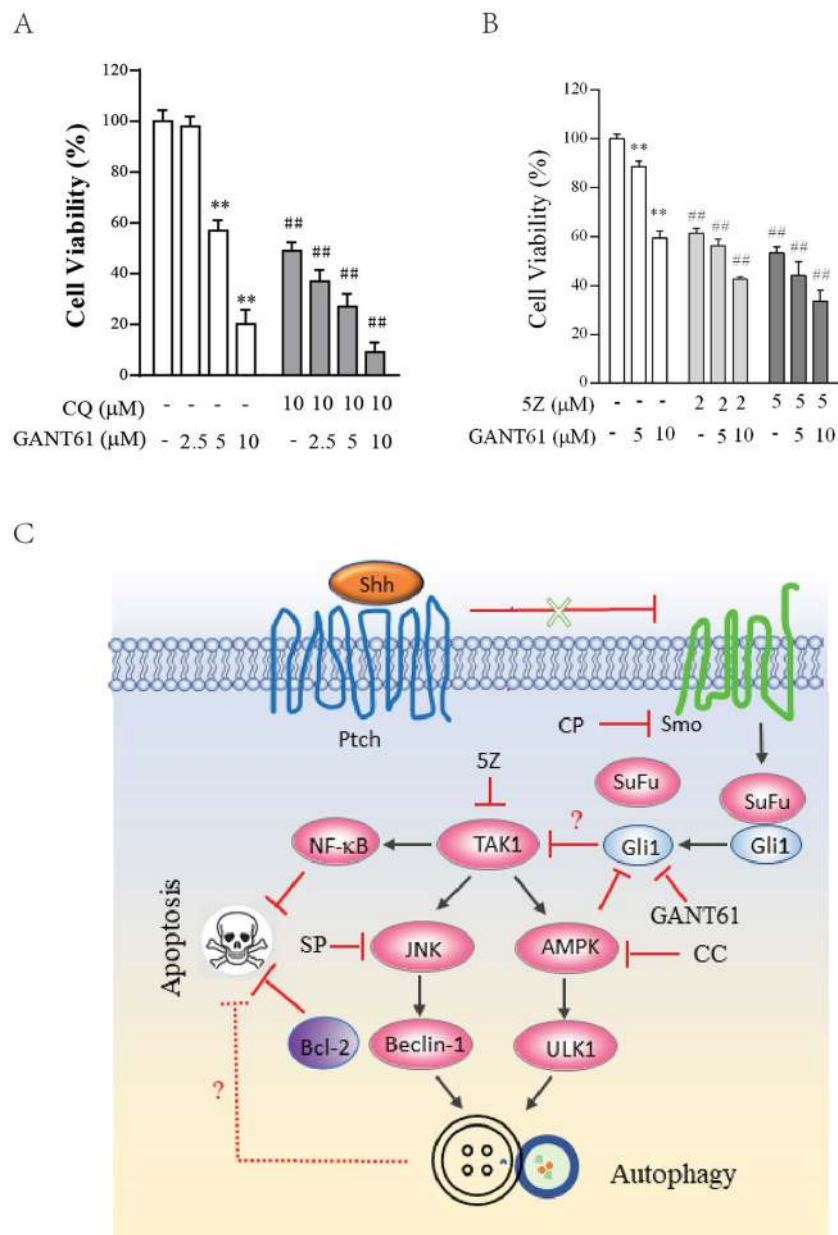 A
Cell Viability (%)
120
100
80
60
40
20
0
**
**
##
##
##
##
CQ (μM) - - - - 10 10 10 10
GANT61 (μM) - 2.5 5 10 - 2.5 5 10
B
Cell Viability (%)
120
100
80
60
40
20
0
**
**
##
##
##
##
##
##
5Z (μM) - - - 2 2 2 5 5 5
GANT61 (μM) - 5 10 - 5 10 - 5 10
C
Shh
Ptch
CP
Smo
5Z
SuFu
SuFu
NF-κB
TAK1
?
Gli1
Gli1
Apoptosis
GANT61
SP
JNK
AMPK
CC
Bcl-2
Beclin-1
ULK1
?
Autophagy